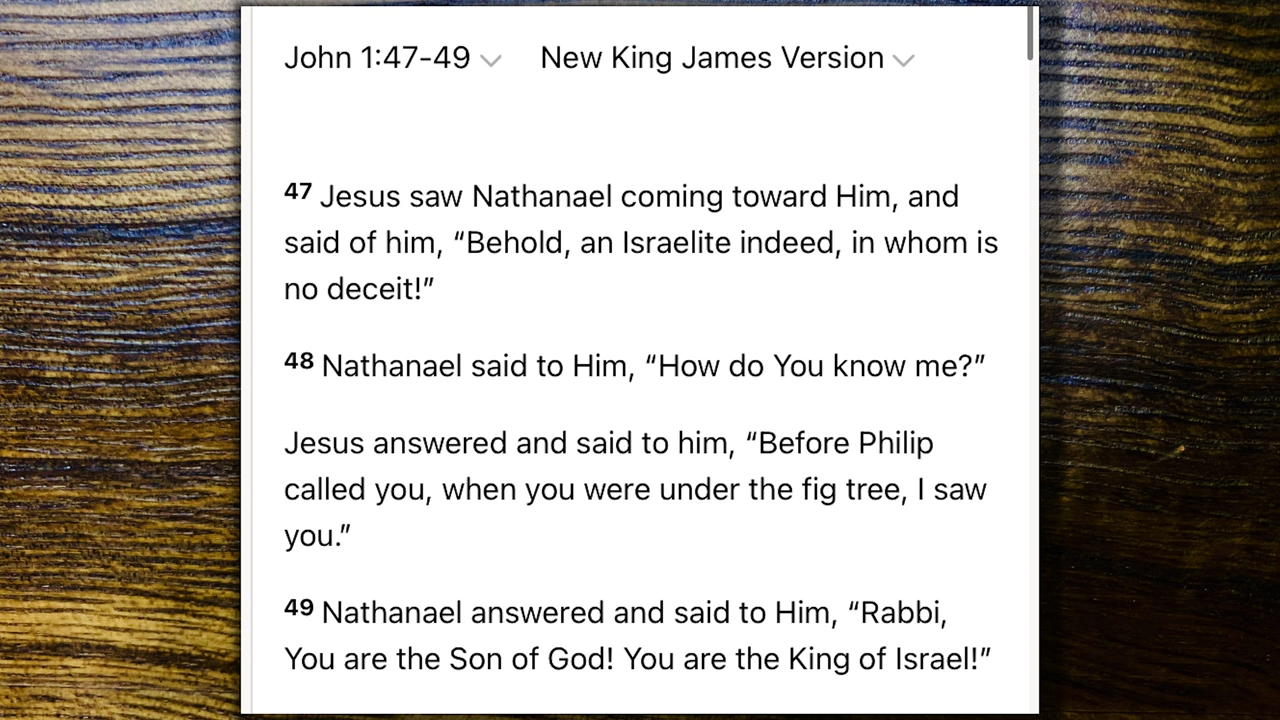 John 1:47-49 New King James Version
47 Jesus saw Nathanael coming toward Him, and
said of him, “Behold, an Israelite indeed, in whom is
no deceit!”
48 Nathanael said to Him, “How do You know me?”
Jesus answered and said to him, “Before Philip
called you, when you were under the fig tree, I saw
you.”
49 Nathanael answered and said to Him, “Rabbi,
You are the Son of God! You are the King of Israel!”